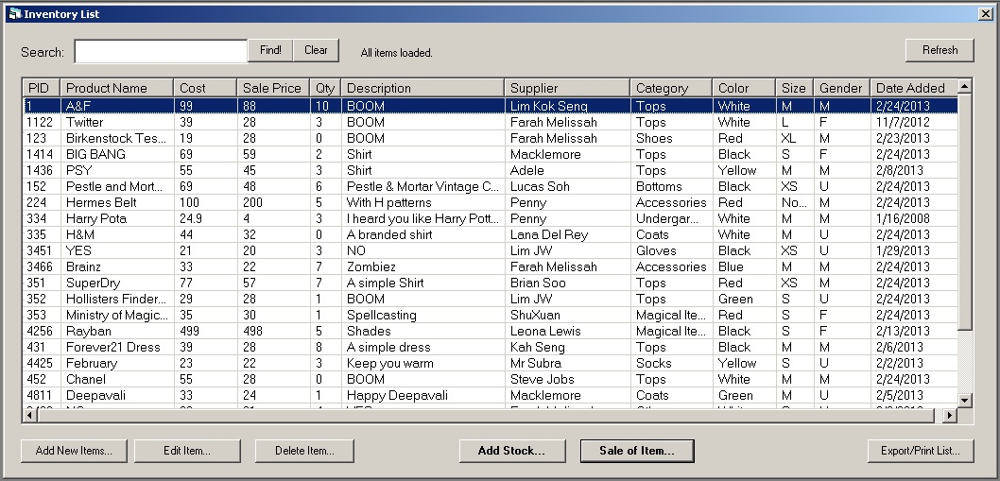 Inventory List
Search: Find! Clear All items loaded. Refresh
PID Product Name Cost Sale Price Qty Description Supplier Category Color Size Gender Date Added
1 A&F 99 88 10 BOOM Lim Kok Senq Tops White M M 2/24/2013
1122 Twitter 39 28 3 BOOM Farah Melissah Tops White L F 11/7/2012
123 Birkenstock Tes... 19 28 0 BOOM Farah Melissah Shoes Red XL M 2/23/2013
1414 BIG BANG 69 59 2 Shirt Macklemore Tops Black S F 2/24/2013
1436 PSY 55 45 3 Shirt Adele Tops Yellow M M 2/8/2013
152 Pestle and Mort... 69 48 6 Pestle & Mortar Vintage C... Lucas Soh Bottoms Black XS M 2/24/2013
224 Hermes Belt 100 200 5 With H patterns Penny Accessories Red No... M 2/24/2013
334 Harry Pota 24.9 4 3 I heard you like Harry Pott... Penny Undergar... White M M 1/16/2008
335 H&M 44 32 0 A branded shirt Lana Del Rey Coats White M U 2/24/2013
3451 YES 21 20 3 NO Lim JW Gloves Black XS U 1/29/2013
3466 Brainz 33 22 7 Zombiez Farah Melissah Accessories Blue M M 2/24/2013
351 SuperDry 77 57 7 A simple Shirt Brian Soo Tops Red XS M 2/24/2013
352 Hollisters Finder... 29 28 1 BOOM Lim JW Tops Green S U 2/24/2013
353 Ministry of Magic... 35 30 1 Spellcasting ShuXuan Magical Ite... Red S F 2/24/2013
4256 Rayban 499 498 5 Shades Leona Lewis Magical Ite... Black S F 2/13/2013
431 Forever21 Dress 39 28 8 A simple dress Kah Seng Tops Black M M 2/6/2013
4425 February 23 22 3 Keep you warm Mr Subra Socks Yellow S U 2/2/2013
452 Chanel 55 28 0 BOOM Steve Jobs Tops White M M 2/24/2013
4811 Deepavali 33 24 1 Happy Deepavali Macklemore Coats Green M U 2/5/2013
Add New Items... Edit Item... Delete Item... Add Stock... Sale of Item... Export/Print List...